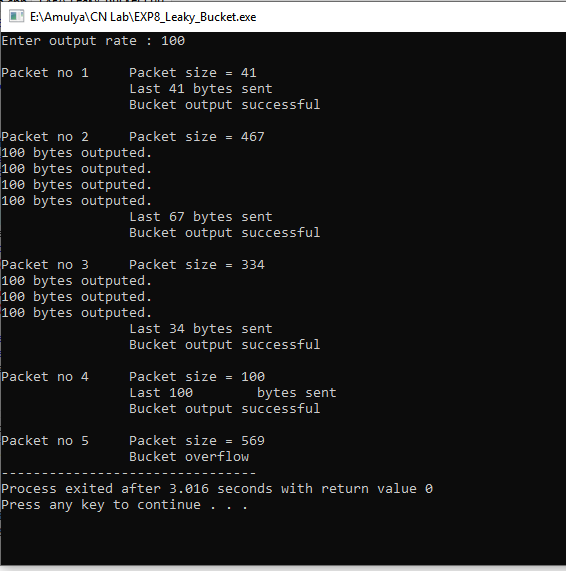 E:\Amulya\CN Lab\EXP8_Leaky_Bucket.exe
Enter output rate : 100
Packet no 1     Packet size = 41
                Last 41 bytes sent
                Bucket output successful
Packet no 2     Packet size = 467
100 bytes outputed.
100 bytes outputed.
100 bytes outputed.
100 bytes outputed.
                Last 67 bytes sent
                Bucket output successful
Packet no 3     Packet size = 334
100 bytes outputed.
100 bytes outputed.
100 bytes outputed.
                Last 34 bytes sent
                Bucket output successful
Packet no 4     Packet size = 100
                Last 100        bytes sent
                Bucket output successful
Packet no 5     Packet size = 569
                Bucket overflow
--------------------------------
Process exited after 3.016 seconds with return value 0
Press any key to continue . . .